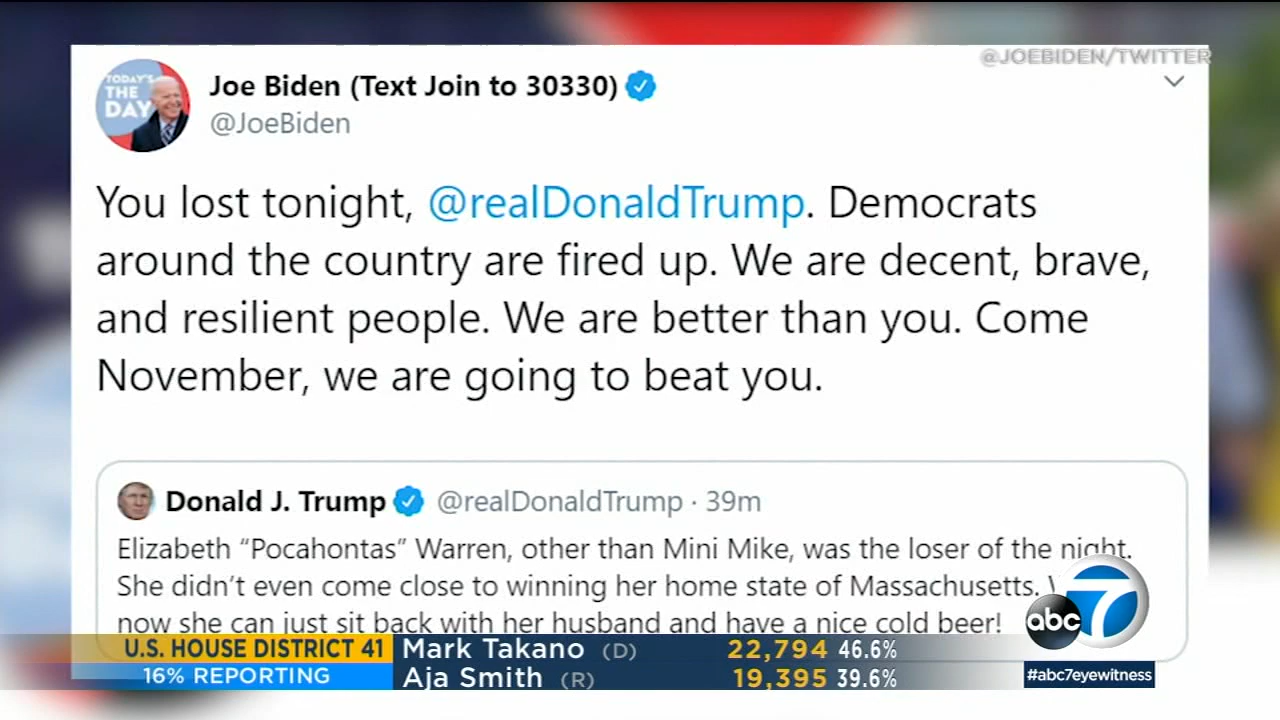 @JOEBIDEN/TWITTER
TODAY'S
THE
DAY
Joe Biden (Text Join to 30330)
@JoeBiden
You lost tonight, @realDonaldTrump. Democrats
around the country are fired up. We are decent, brave,
and resilient people. We are better than you. Come
November, we are going to beat you.
Donald J. Trump @realDonaldTrump · 39m
Elizabeth “Pocahontas” Warren, other than Mini Mike, was the loser of the night.
She didn’t even come close to winning her home state of Massachusetts.
now she can just sit back with her husband and have a nice cold beer!
abc 7
U.S. HOUSE DISTRICT 41 Mark Takano (D) 22,794 46.6%
16% REPORTING Aja Smith (R) 19,395 39.6%
#abc7eyewitness